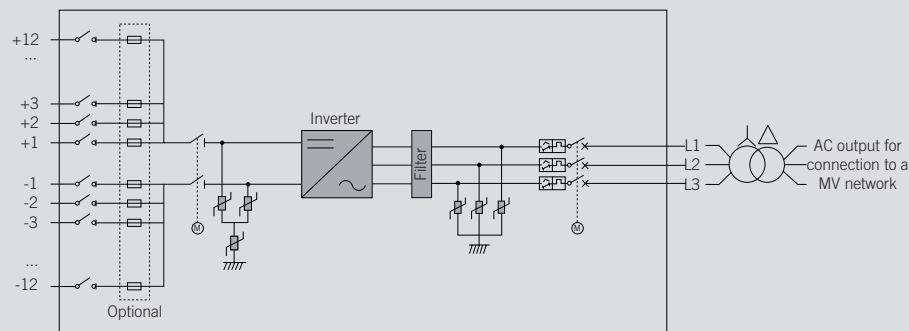 +12
...
+3
+2
+1
-1
-2
-3
...
-12
Optional
M
Inverter
Filter
M
L1
L2
L3
AC output for
connection to a
MV network